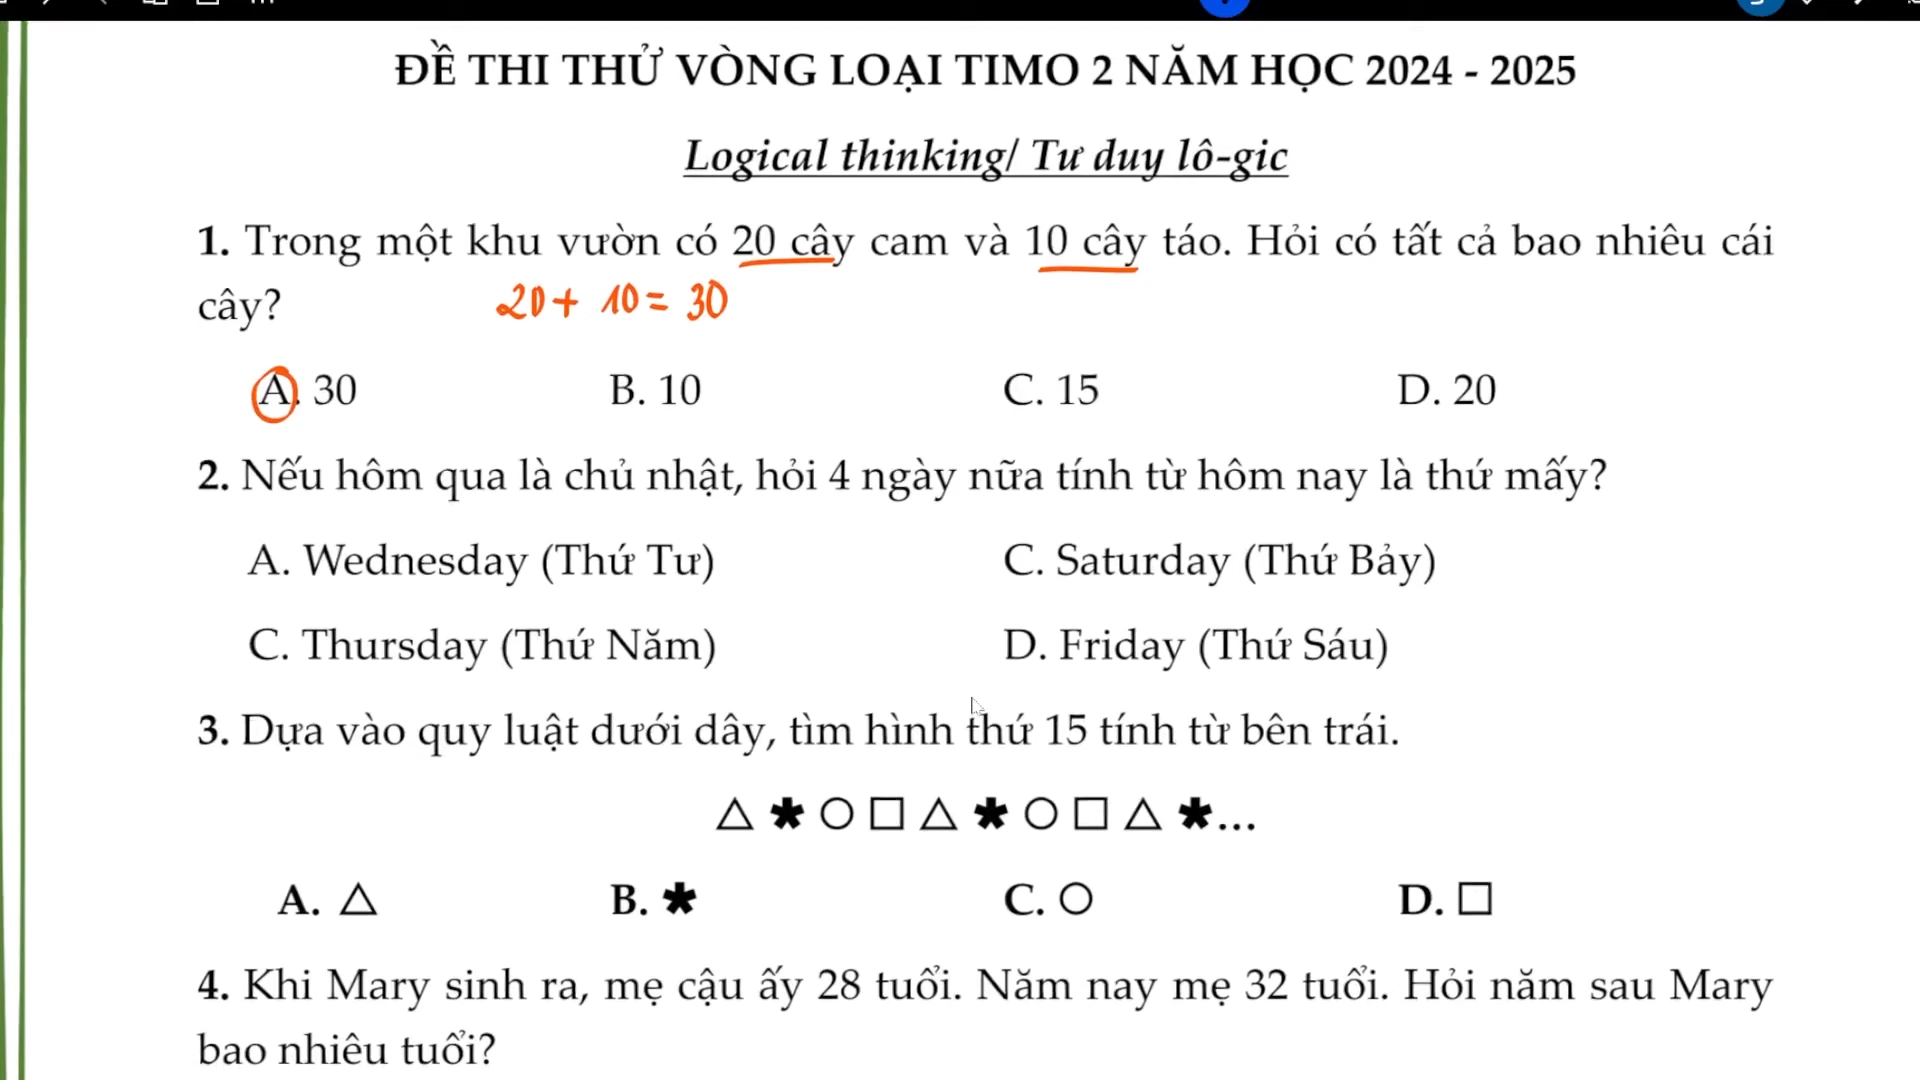 ĐỀ THI THỬ VÒNG LOẠI TIMO 2 NĂM HỌC 2024 - 2025
Logical thinking/ Tư duy lô-gic
1. Trong một khu vườn có 20 cây cam và 10 cây táo. Hỏi có tất cả bao nhiêu cái
cây?
20 + 10 = 30
A. 30 B. 10 C. 15 D. 20
2. Nếu hôm qua là chủ nhật, hỏi 4 ngày nữa tính từ hôm nay là thứ mấy?
A. Wednesday (Thứ Tư) C. Saturday (Thứ Bảy)
C. Thursday (Thứ Năm) D. Friday (Thứ Sáu)
3. Dựa vào quy luật dưới dây, tìm hình thứ 15 tính từ bên trái.
△ * ○ □ △ * ○ □ △ *...
A. △ B. * C. ○ D. □
4. Khi Mary sinh ra, mẹ cậu ấy 28 tuổi. Năm nay mẹ 32 tuổi. Hỏi năm sau Mary
bao nhiêu tuổi?